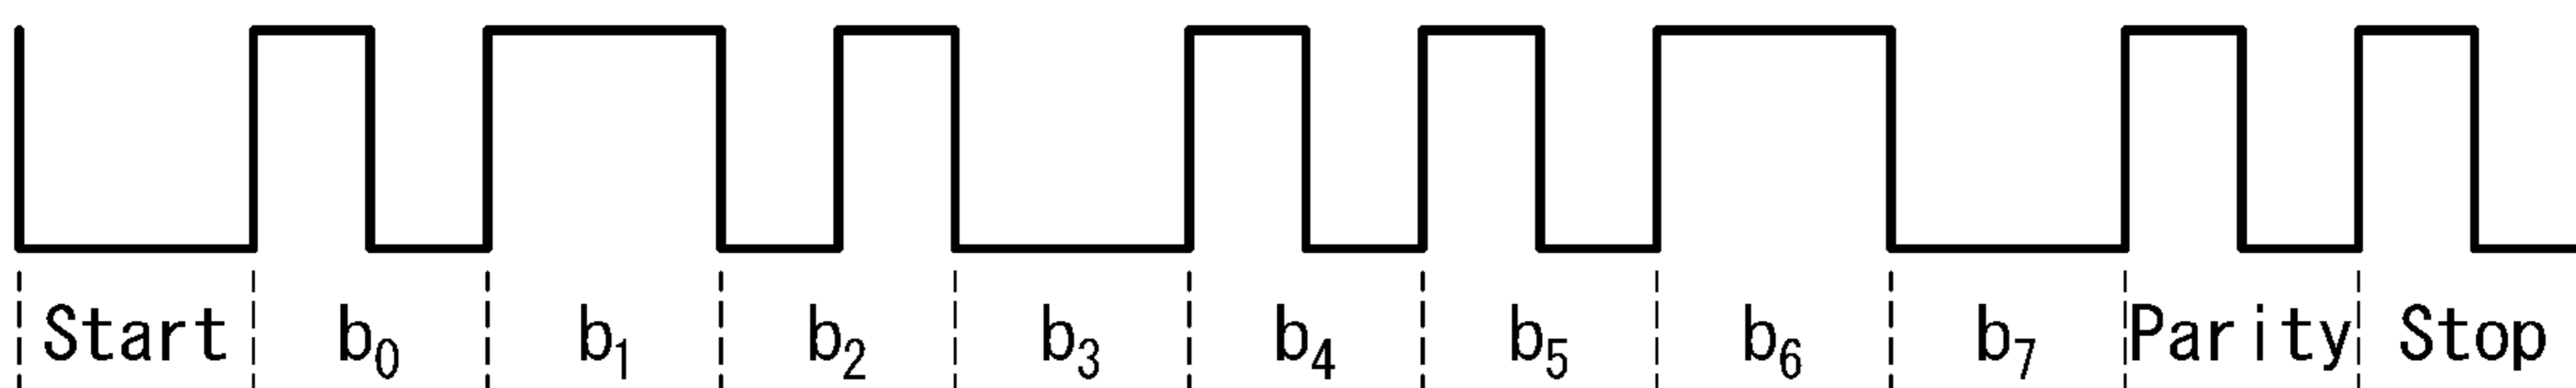 Start b₀ b₁ b₂ b₃ b₄ b₅ b₆ b₇ Parity Stop